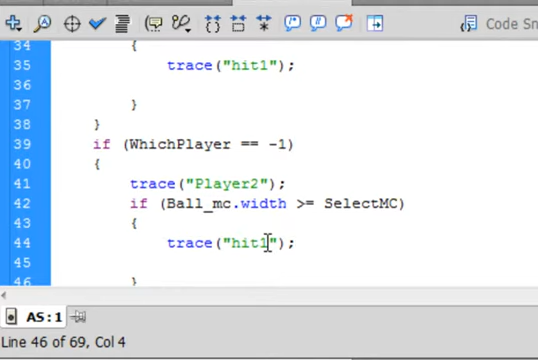 Code Sn
34 {
35 trace("hit1");
36
37 }
38 }
39 if (WhichPlayer == -1)
40 {
41 trace("Player2");
42 if (Ball_mc.width >= SelectMC)
43 {
44 trace("hit1");
45
46 }
AS:1
Line 46 of 69, Col 4